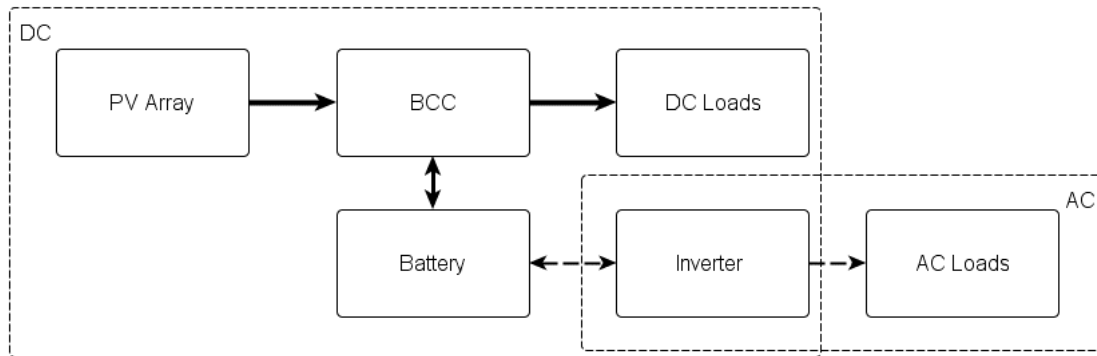 DC
PV Array
BCC
DC Loads
AC
Battery
Inverter
AC Loads